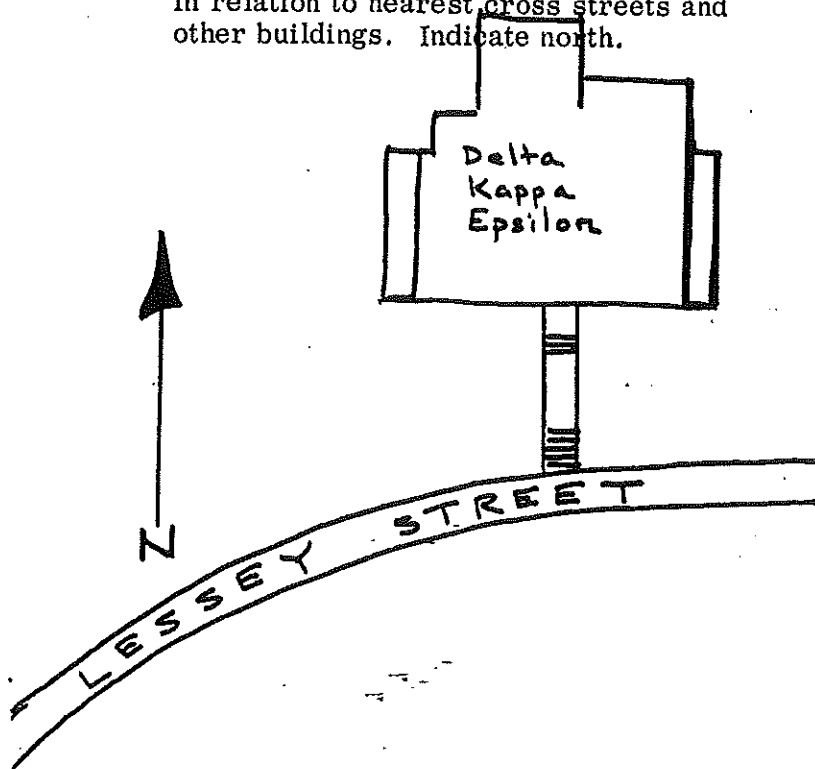 in relation to nearest cross streets and
other buildings. Indicate north.
Delta
Kappa
Epsilon
N
LESSEY STREET